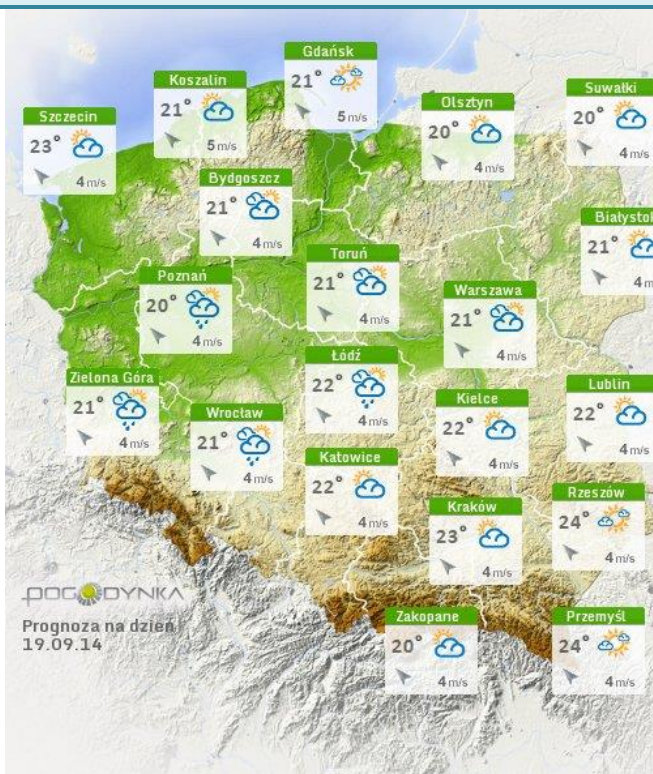 Gdańsk
21°
5 m/s
Koszalin
21°
5 m/s
Suwałki
20°
4 m/s
Olsztyn
20°
4 m/s
Szczecin
23°
4 m/s
Bydgoszcz
21°
4 m/s
Białystok
21°
4 m
Toruń
21°
4 m/s
Poznań
20°
4 m/s
Warszawa
21°
4 m/s
Łódź
22°
4 m/s
Zielona Góra
21°
4 m/s
Lublin
22°
4 m/s
Kielce
22°
4 m/s
Wrocław
21°
4 m/s
Katowice
22°
4 m/s
Rzeszów
24°
4 m/s
Kraków
23°
4 m/s
POGODYNKA
Prognoza na dzień
19.09.14
Zakopane
20°
4 m/s
Przemyśl
24°
4 m/s